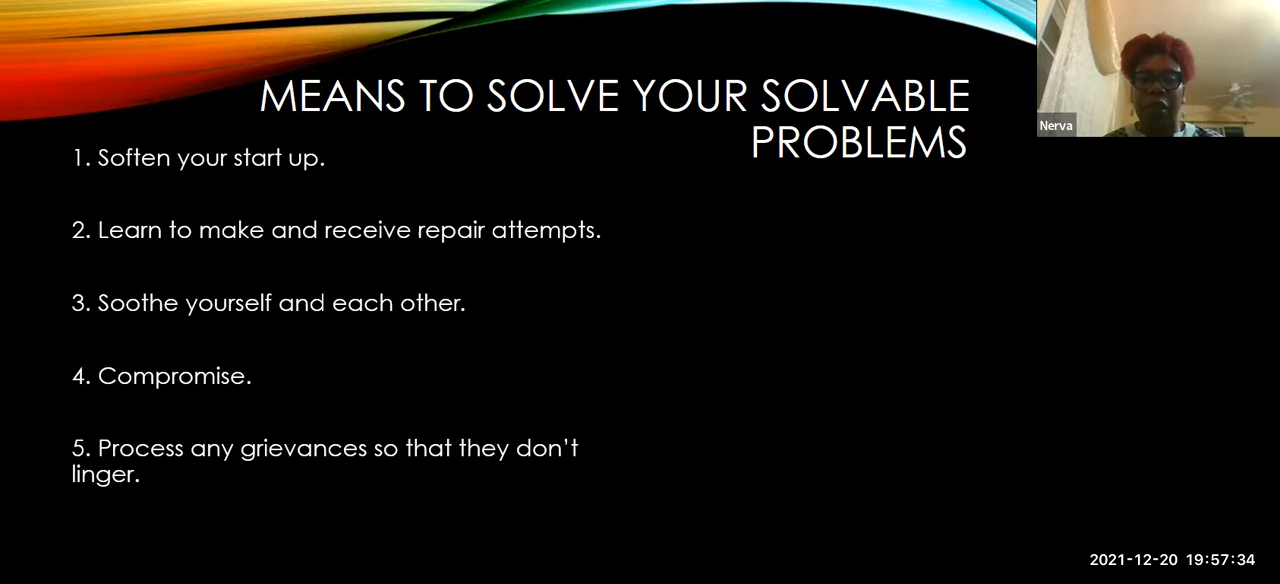 MEANS TO SOLVE YOUR SOLVABLE
PROBLEMS
1. Soften your start up.
2. Learn to make and receive repair attempts.
3. Soothe yourself and each other.
4. Compromise.
5. Process any grievances so that they don’t
linger.
Nerva
2021-12-20 19:57:34